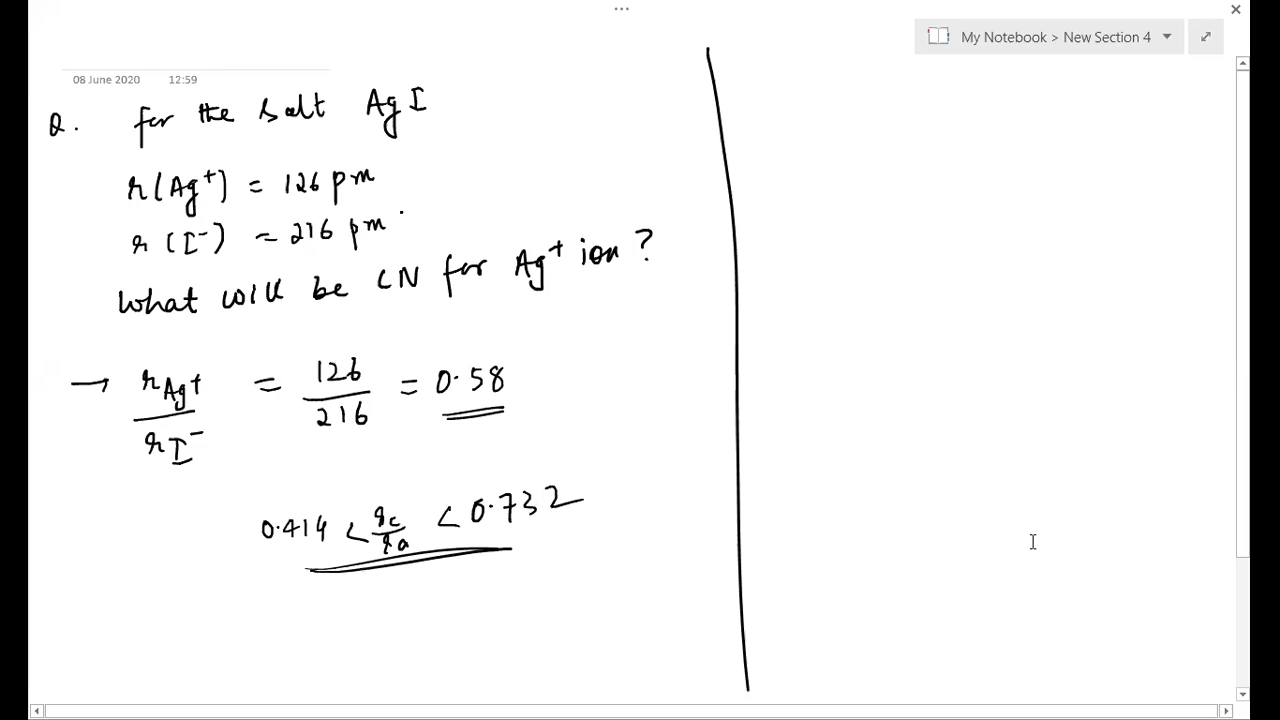 My Notebook > New Section 4
08 June 2020 12:59
Q. for the salt AgI
r(Ag+) = 126 pm
r(I-) = 216 pm.
What will be CN for Ag+ ion?
→ rAg+ / rI- = 126 / 216 = 0.58
0.414 < rc / ra < 0.732